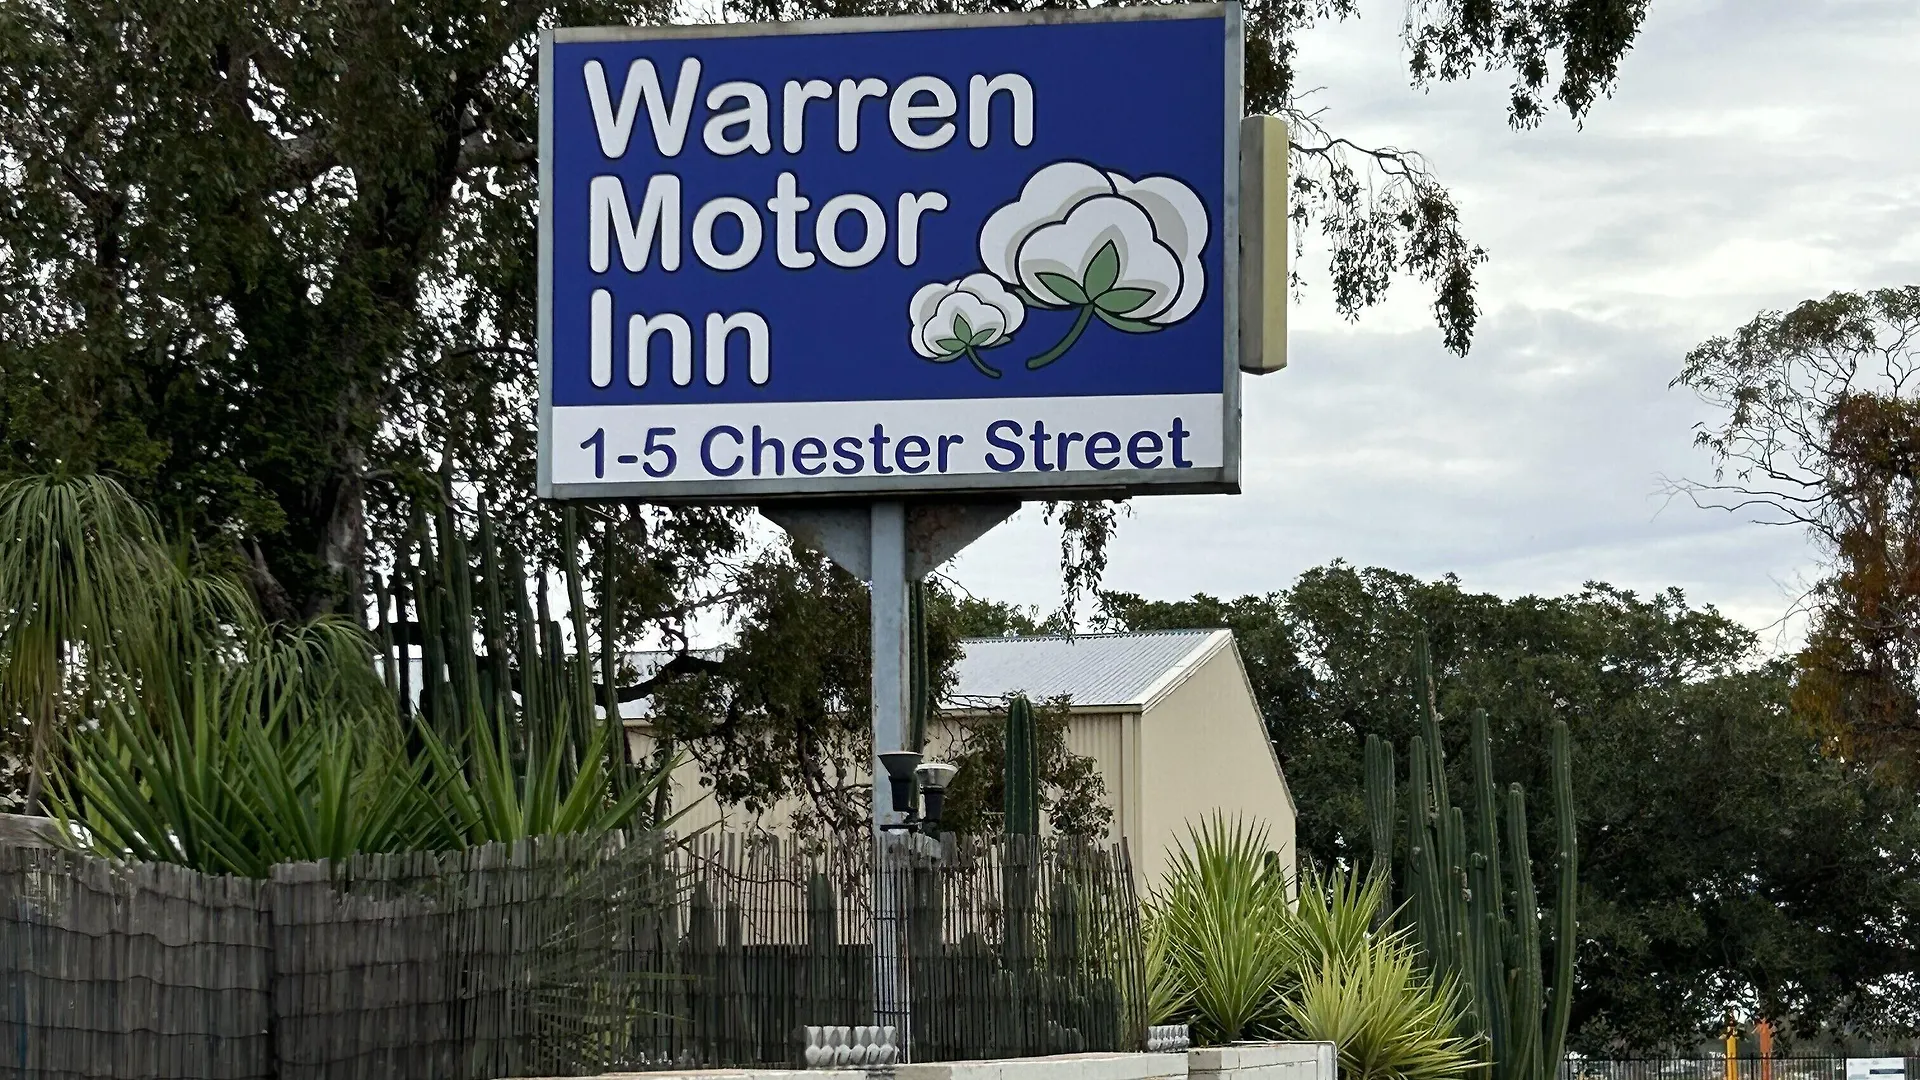 Warren
Motor
Inn
1-5 Chester Street